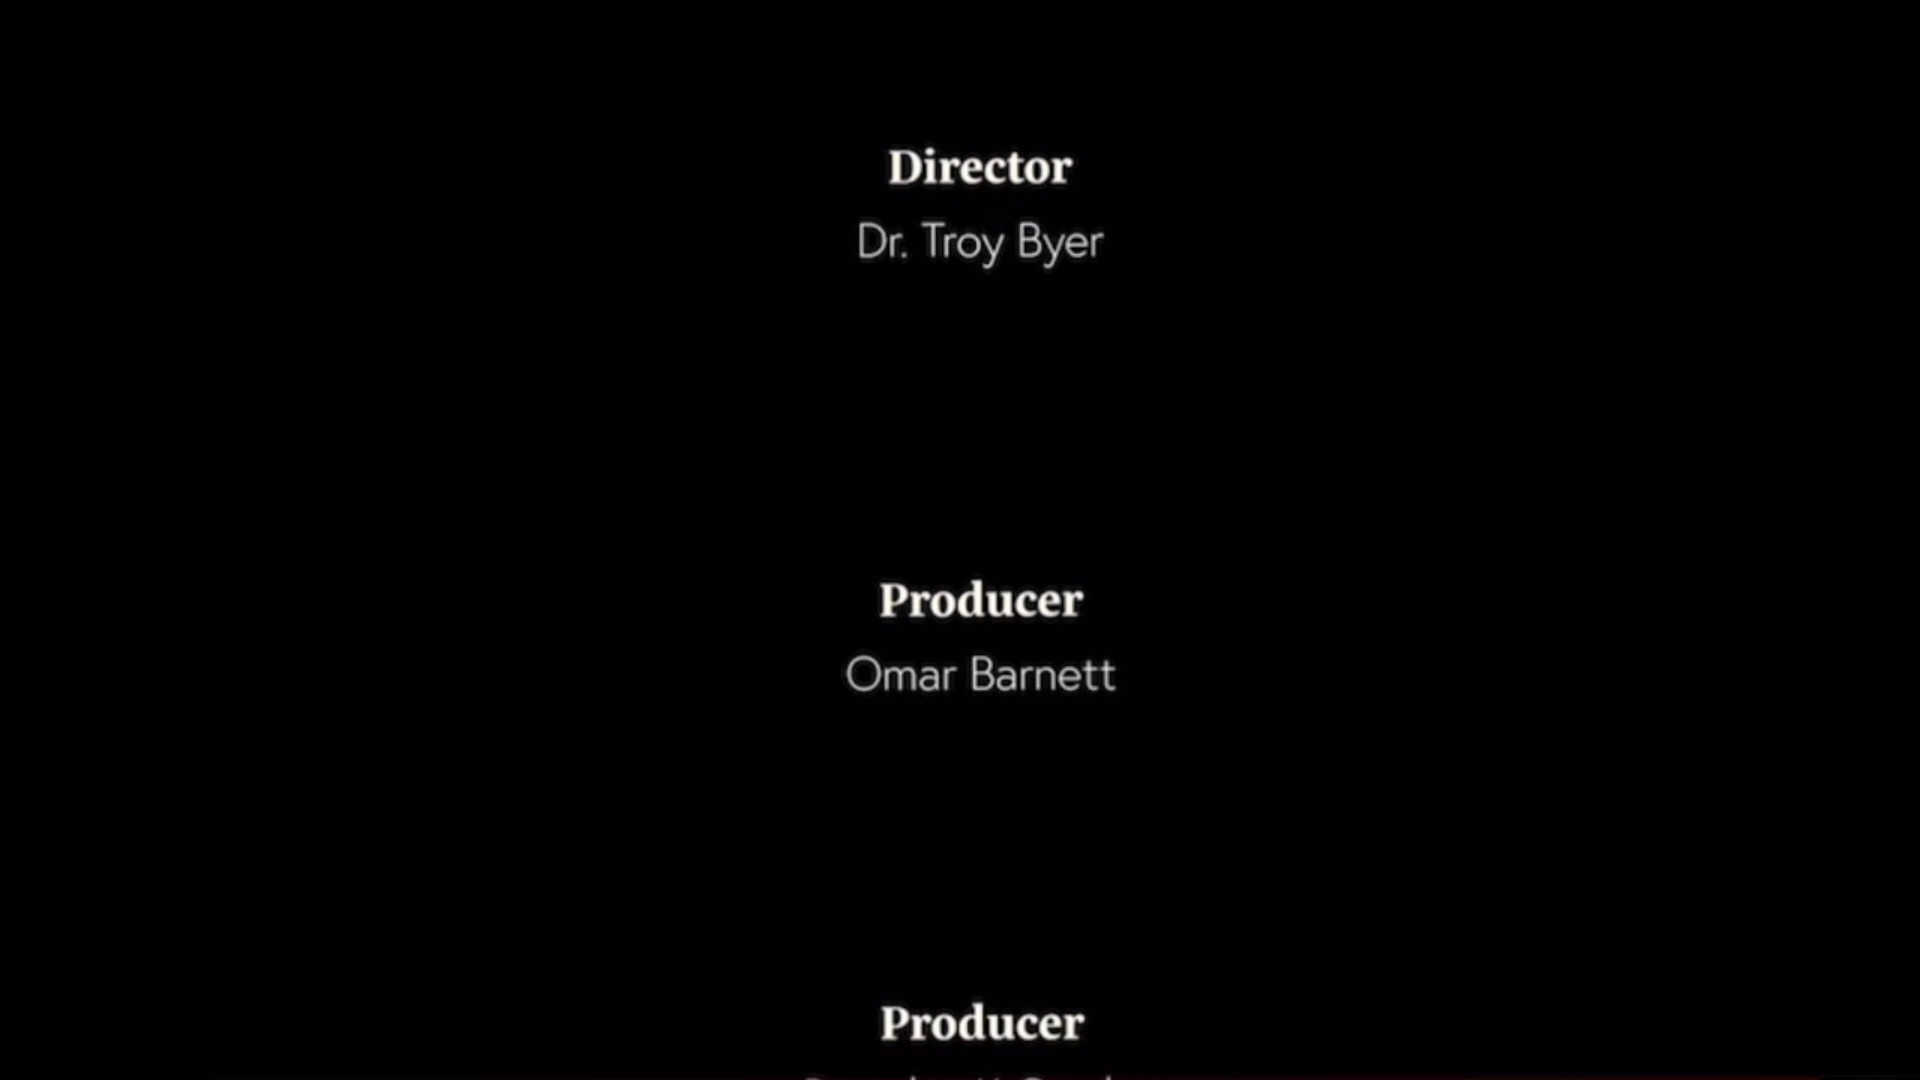 Director
Dr. Troy Byer
Producer
Omar Barnett
Producer